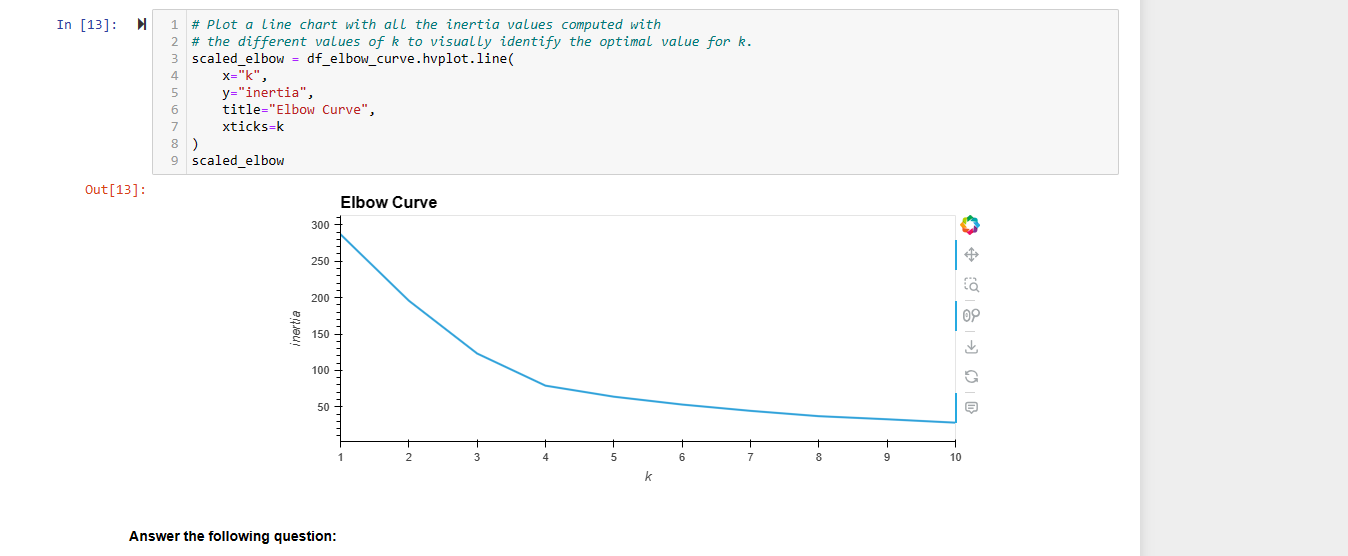 In [13]:
1 # Plot a line chart with all the inertia values computed with
2 # the different values of k to visually identify the optimal value for k.
3 scaled_elbow = df_elbow_curve.hvplot.line(
4     x="k",
5     y="inertia",
6     title="Elbow Curve",
7     xticks=k
8 )
9 scaled_elbow
Out[13]:
Elbow Curve
300
250
200
150
100
50
inertia
1 2 3 4 5 6 7 8 9 10
k
Answer the following question: